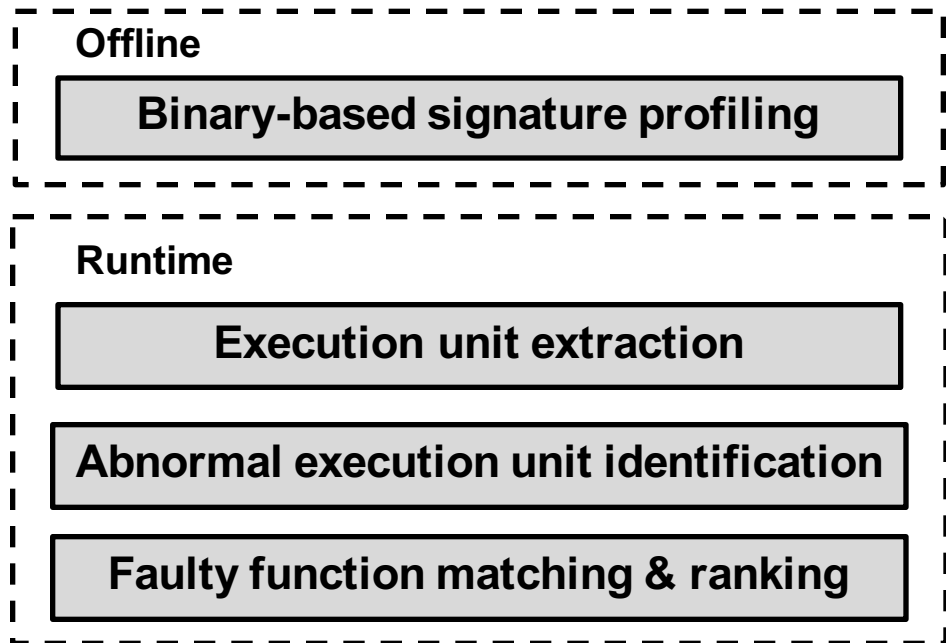 Offline
Binary-based signature profiling
Runtime
Execution unit extraction
Abnormal execution unit identification
Faulty function matching & ranking